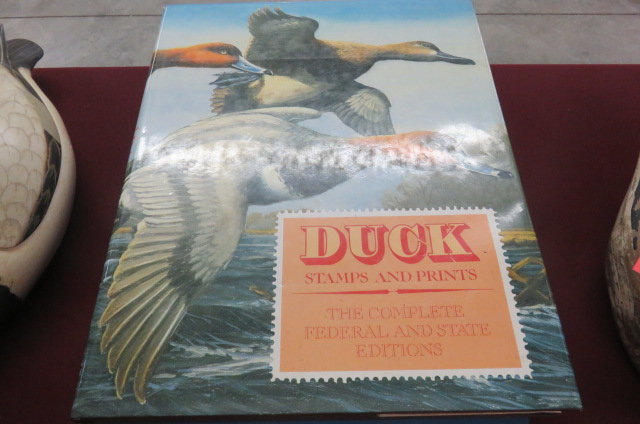 DUCK
STAMPS AND PRINTS
THE COMPLETE
FEDERAL AND STATE
EDITIONS